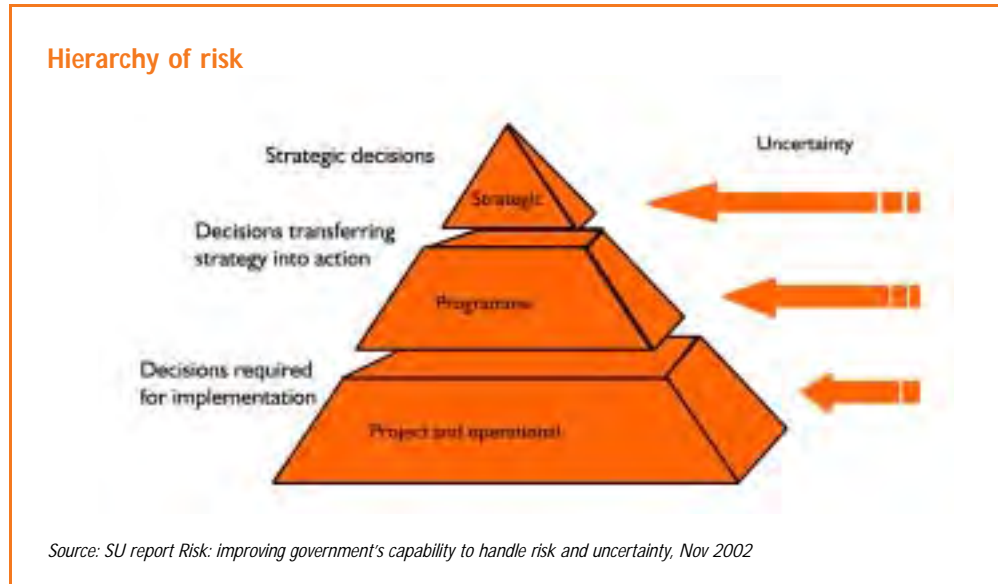 Hierarchy of risk
Strategic decisions
Uncertainty
Strategic
Decisions transferring
strategy into action
Programme
Decisions required
for implementation
Project and operational
Source: SU report Risk: improving government's capability to handle risk and uncertainty, Nov 2002